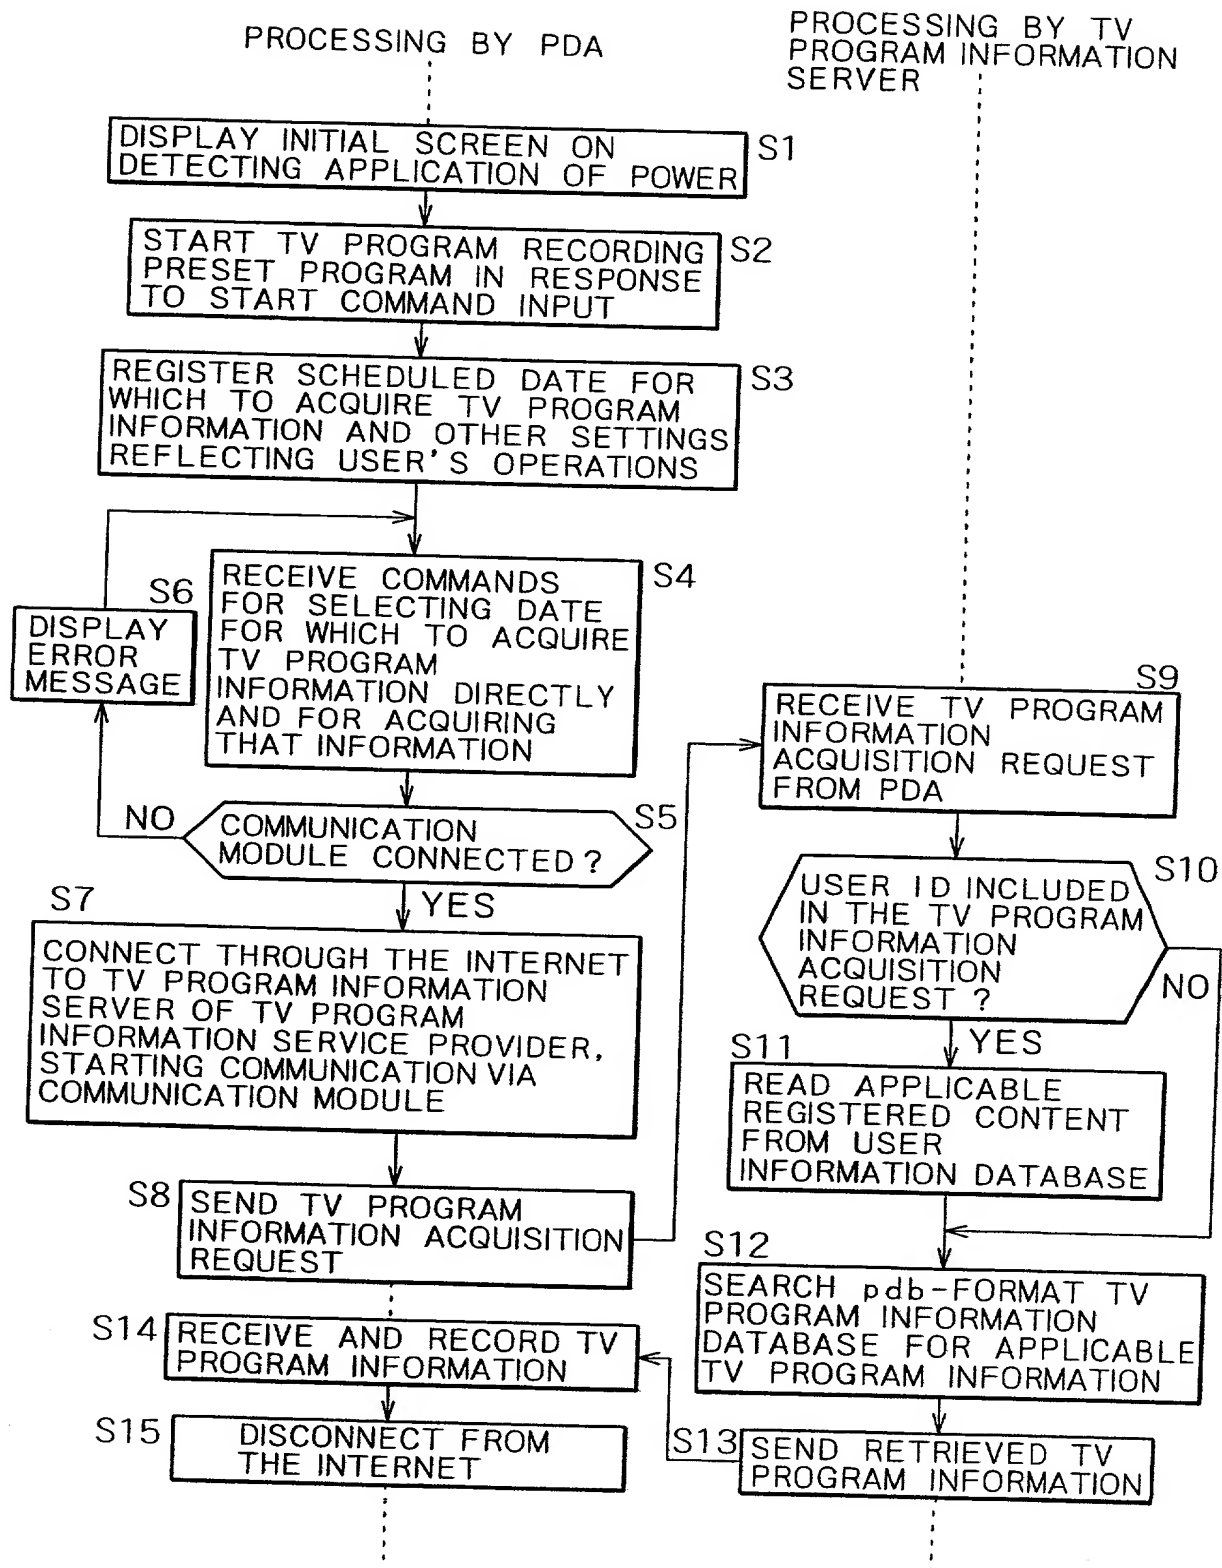 PROCESSING BY PDA
PROCESSING BY TV
PROGRAM INFORMATION
SERVER
DISPLAY INITIAL SCREEN ON
DETECTING APPLICATION OF POWER
S1
START TV PROGRAM RECORDING
PRESET PROGRAM IN RESPONSE
TO START COMMAND INPUT
S2
REGISTER SCHEDULED DATE FOR
WHICH TO ACQUIRE TV PROGRAM
INFORMATION AND OTHER SETTINGS
REFLECTING USER'S OPERATIONS
S3
RECEIVE COMMANDS
FOR SELECTING DATE
FOR WHICH TO ACQUIRE
TV PROGRAM
INFORMATION DIRECTLY
AND FOR ACQUIRING
THAT INFORMATION
S4
S6
DISPLAY
ERROR
MESSAGE
NO
COMMUNICATION
MODULE CONNECTED?
S5
YES
S7
CONNECT THROUGH THE INTERNET
TO TV PROGRAM INFORMATION
SERVER OF TV PROGRAM
INFORMATION SERVICE PROVIDER,
STARTING COMMUNICATION VIA
COMMUNICATION MODULE
S8
SEND TV PROGRAM
INFORMATION ACQUISITION
REQUEST
S9
RECEIVE TV PROGRAM
INFORMATION
ACQUISITION REQUEST
FROM PDA
S10
USER ID INCLUDED
IN THE TV PROGRAM
INFORMATION
ACQUISITION
REQUEST ?
NO
YES
S11
READ APPLICABLE
REGISTERED CONTENT
FROM USER
INFORMATION DATABASE
S12
SEARCH pdb-FORMAT TV
PROGRAM INFORMATION
DATABASE FOR APPLICABLE
TV PROGRAM INFORMATION
S13
SEND RETRIEVED TV
PROGRAM INFORMATION
S14
RECEIVE AND RECORD TV
PROGRAM INFORMATION
S15
DISCONNECT FROM
THE INTERNET